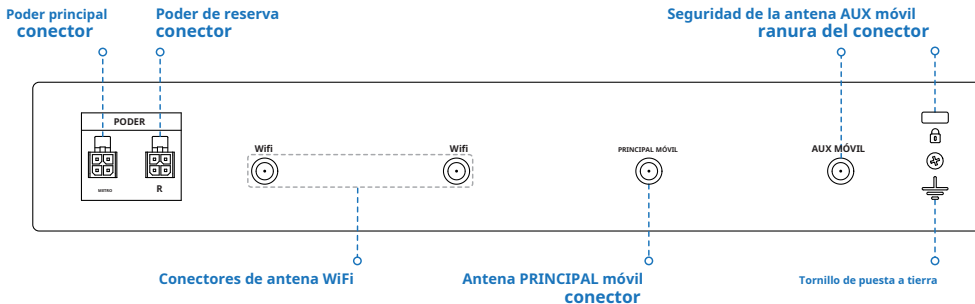 Poder principal
conector
Poder de reserva
conector
Seguridad de la antena AUX móvil
ranura del conector
PODER
METRO
R
Wifi
Wifi
PRINCIPAL MÓVIL
AUX MÓVIL
Conectores de antena WiFi
Antena PRINCIPAL móvil
conector
Tornillo de puesta a tierra